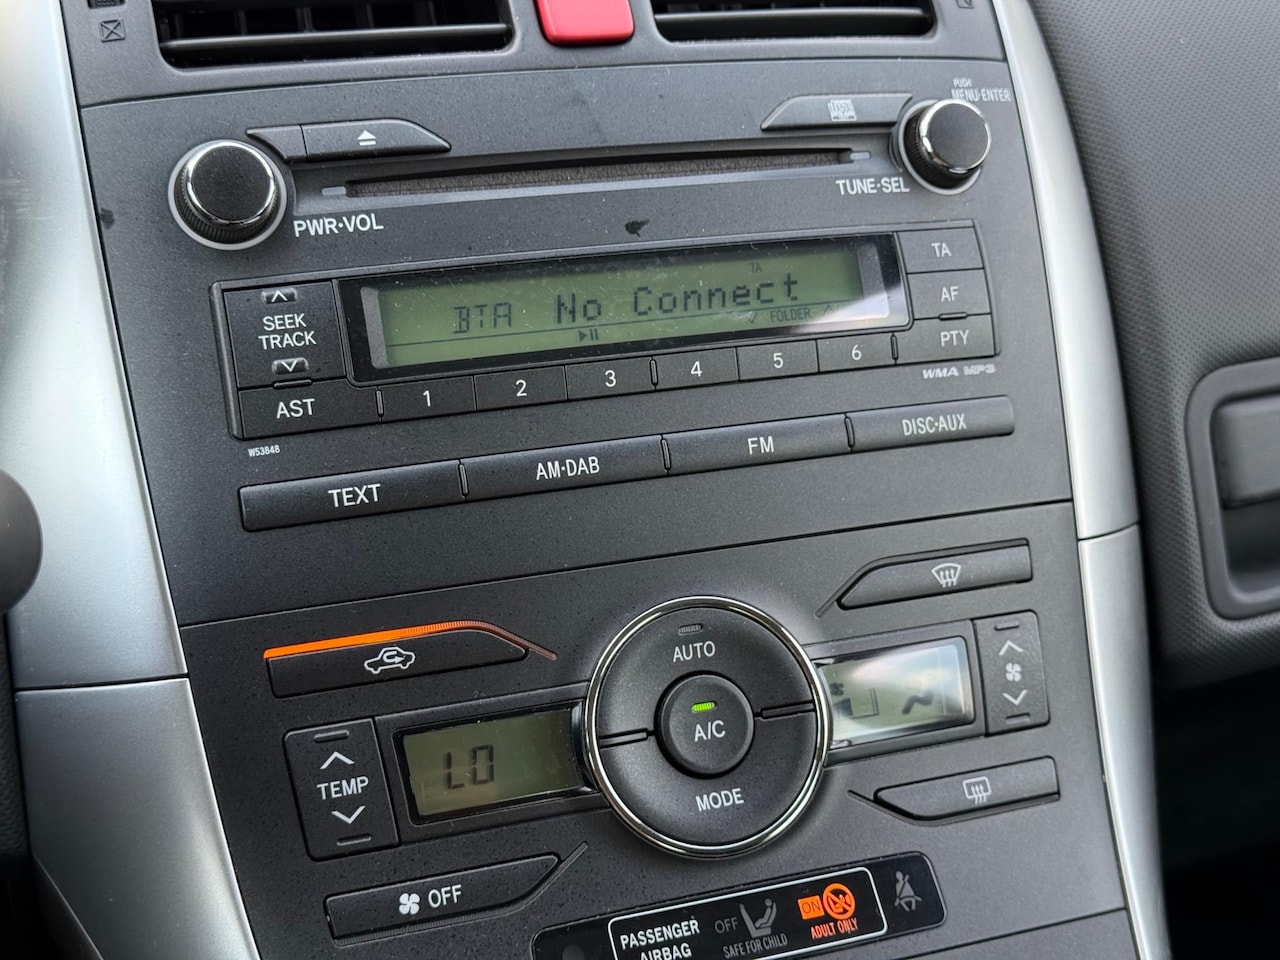 PUSH
MENU·ENTER
PWR·VOL
TUNE·SEL
SEEK
TRACK
TA
BTA No Connect
FOLDER
TA
AF
PTY
AST
1 2 3 4 5 6
WMA MP3
W53848
TEXT
AM·DAB
FM
DISC·AUX
AUTO
A/C
MODE
TEMP
LO
OFF
PASSENGER
AIRBAG
OFF
SAFE FOR CHILD
ON
ADULT ONLY